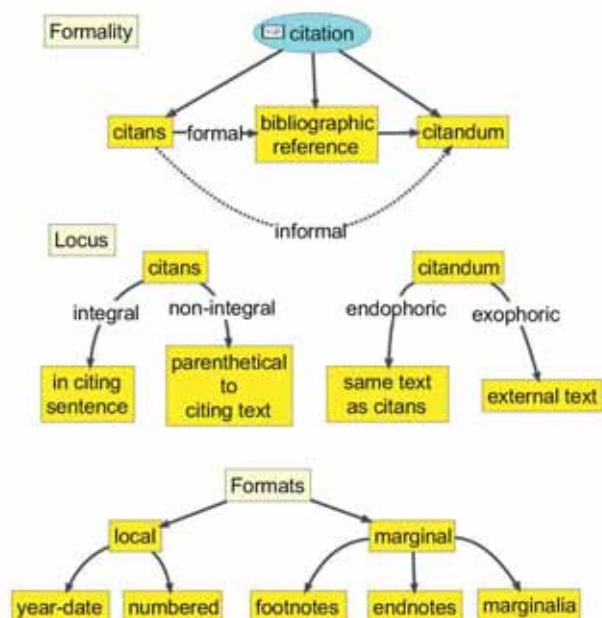 Formality
citation
citans
formal
bibliographic
reference
citandum
informal
Locus
citans
citandum
integral
non-integral
endophoric
exophoric
in citing
sentence
parenthetical
to
citing text
same text
as citans
external text
Formats
local
marginal
year-date
numbered
footnotes
endnotes
marginalia